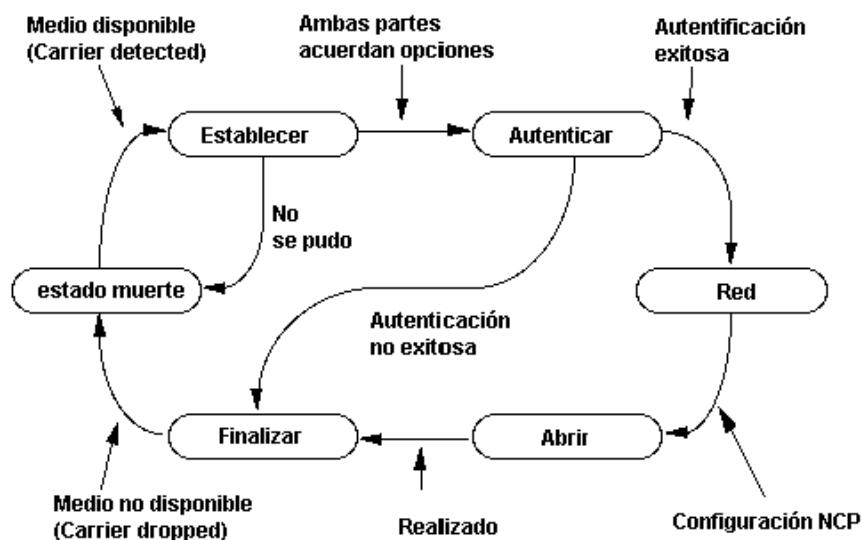 Medio disponible
(Carrier detected)
Ambas partes
acuerdan opciones
Autentificación
exitosa
Establecer
Autenticar
No
se pudo
estado muerte
Red
Autenticación
no exitosa
Finalizar
Abrir
Medio no disponible
(Carrier dropped)
Realizado
Configuración NCP